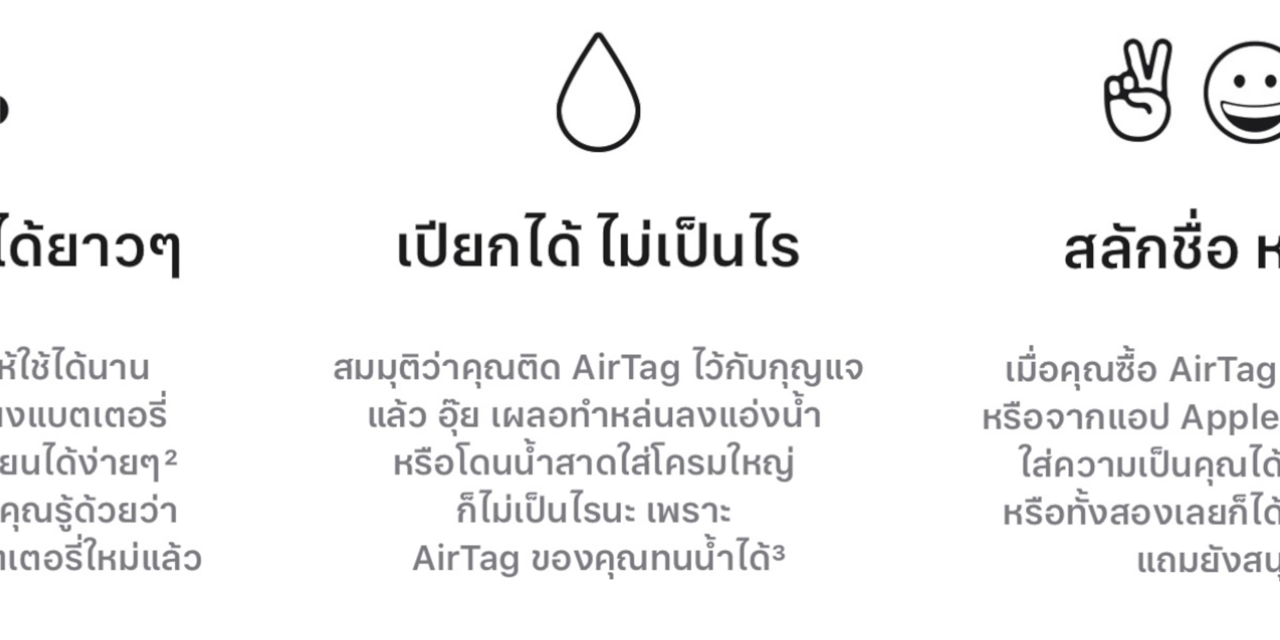 ได้ยาวๆ
ห้ใช้ได้นาน
แบตเตอรี่
ยนได้ง่ายๆ²
คุณรู้ด้วยว่า
เตอรี่ใหม่แล้ว
เปียกได้ ไม่เป็นไร
สมมุติว่าคุณติด AirTag ไว้กับกุญแจ
แล้ว อุ๊ย เผลอทำหล่นลงแอ่งน้ำ
หรือโดนน้ำสาดใส่โครมใหญ่
ก็ไม่เป็นไรนะ เพราะ
AirTag ของคุณทนน้ำได้³
สลักชื่อ ห
เมื่อคุณซื้อ AirTag
หรือจากแอป Apple
ใส่ความเป็นคุณได้
หรือทั้งสองเลยก็ได้
แถมยังสนุ